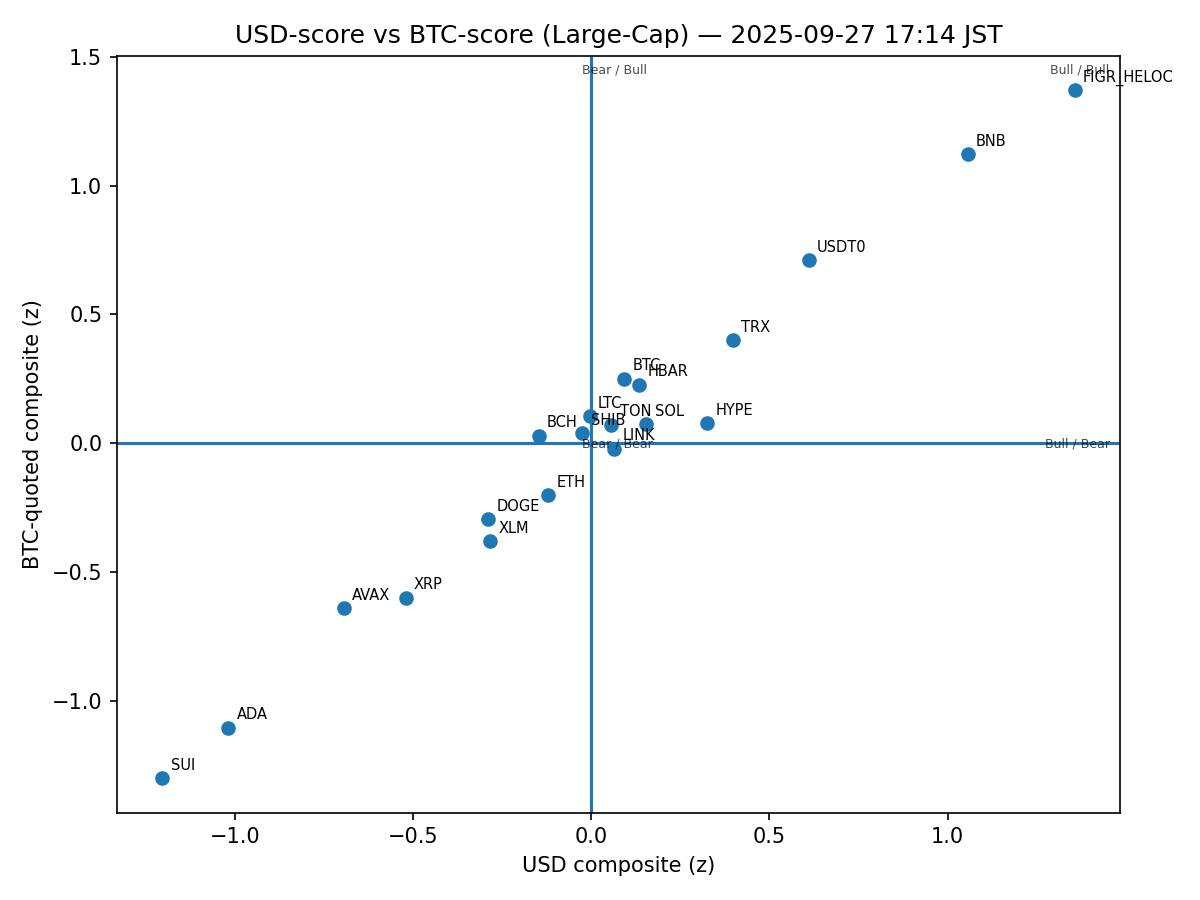 USD-score vs BTC-score (Large-Cap) — 2025-09-27 17:14 JST
1.5
Bear / Bull
Bull / Bull
FIGR_HELOC
BNB
1.0
USDT0
0.5
TRX
BTC
HBAR
LTC
TON
SOL
HYPE
BCH
SHIB
LINK
0.0
Bear / Bear
Bull / Bear
ETH
DOGE
XLM
−0.5
XRP
AVAX
−1.0
ADA
SUI
BTC-quoted composite (z)
−1.0
−0.5
0.0
0.5
1.0
USD composite (z)